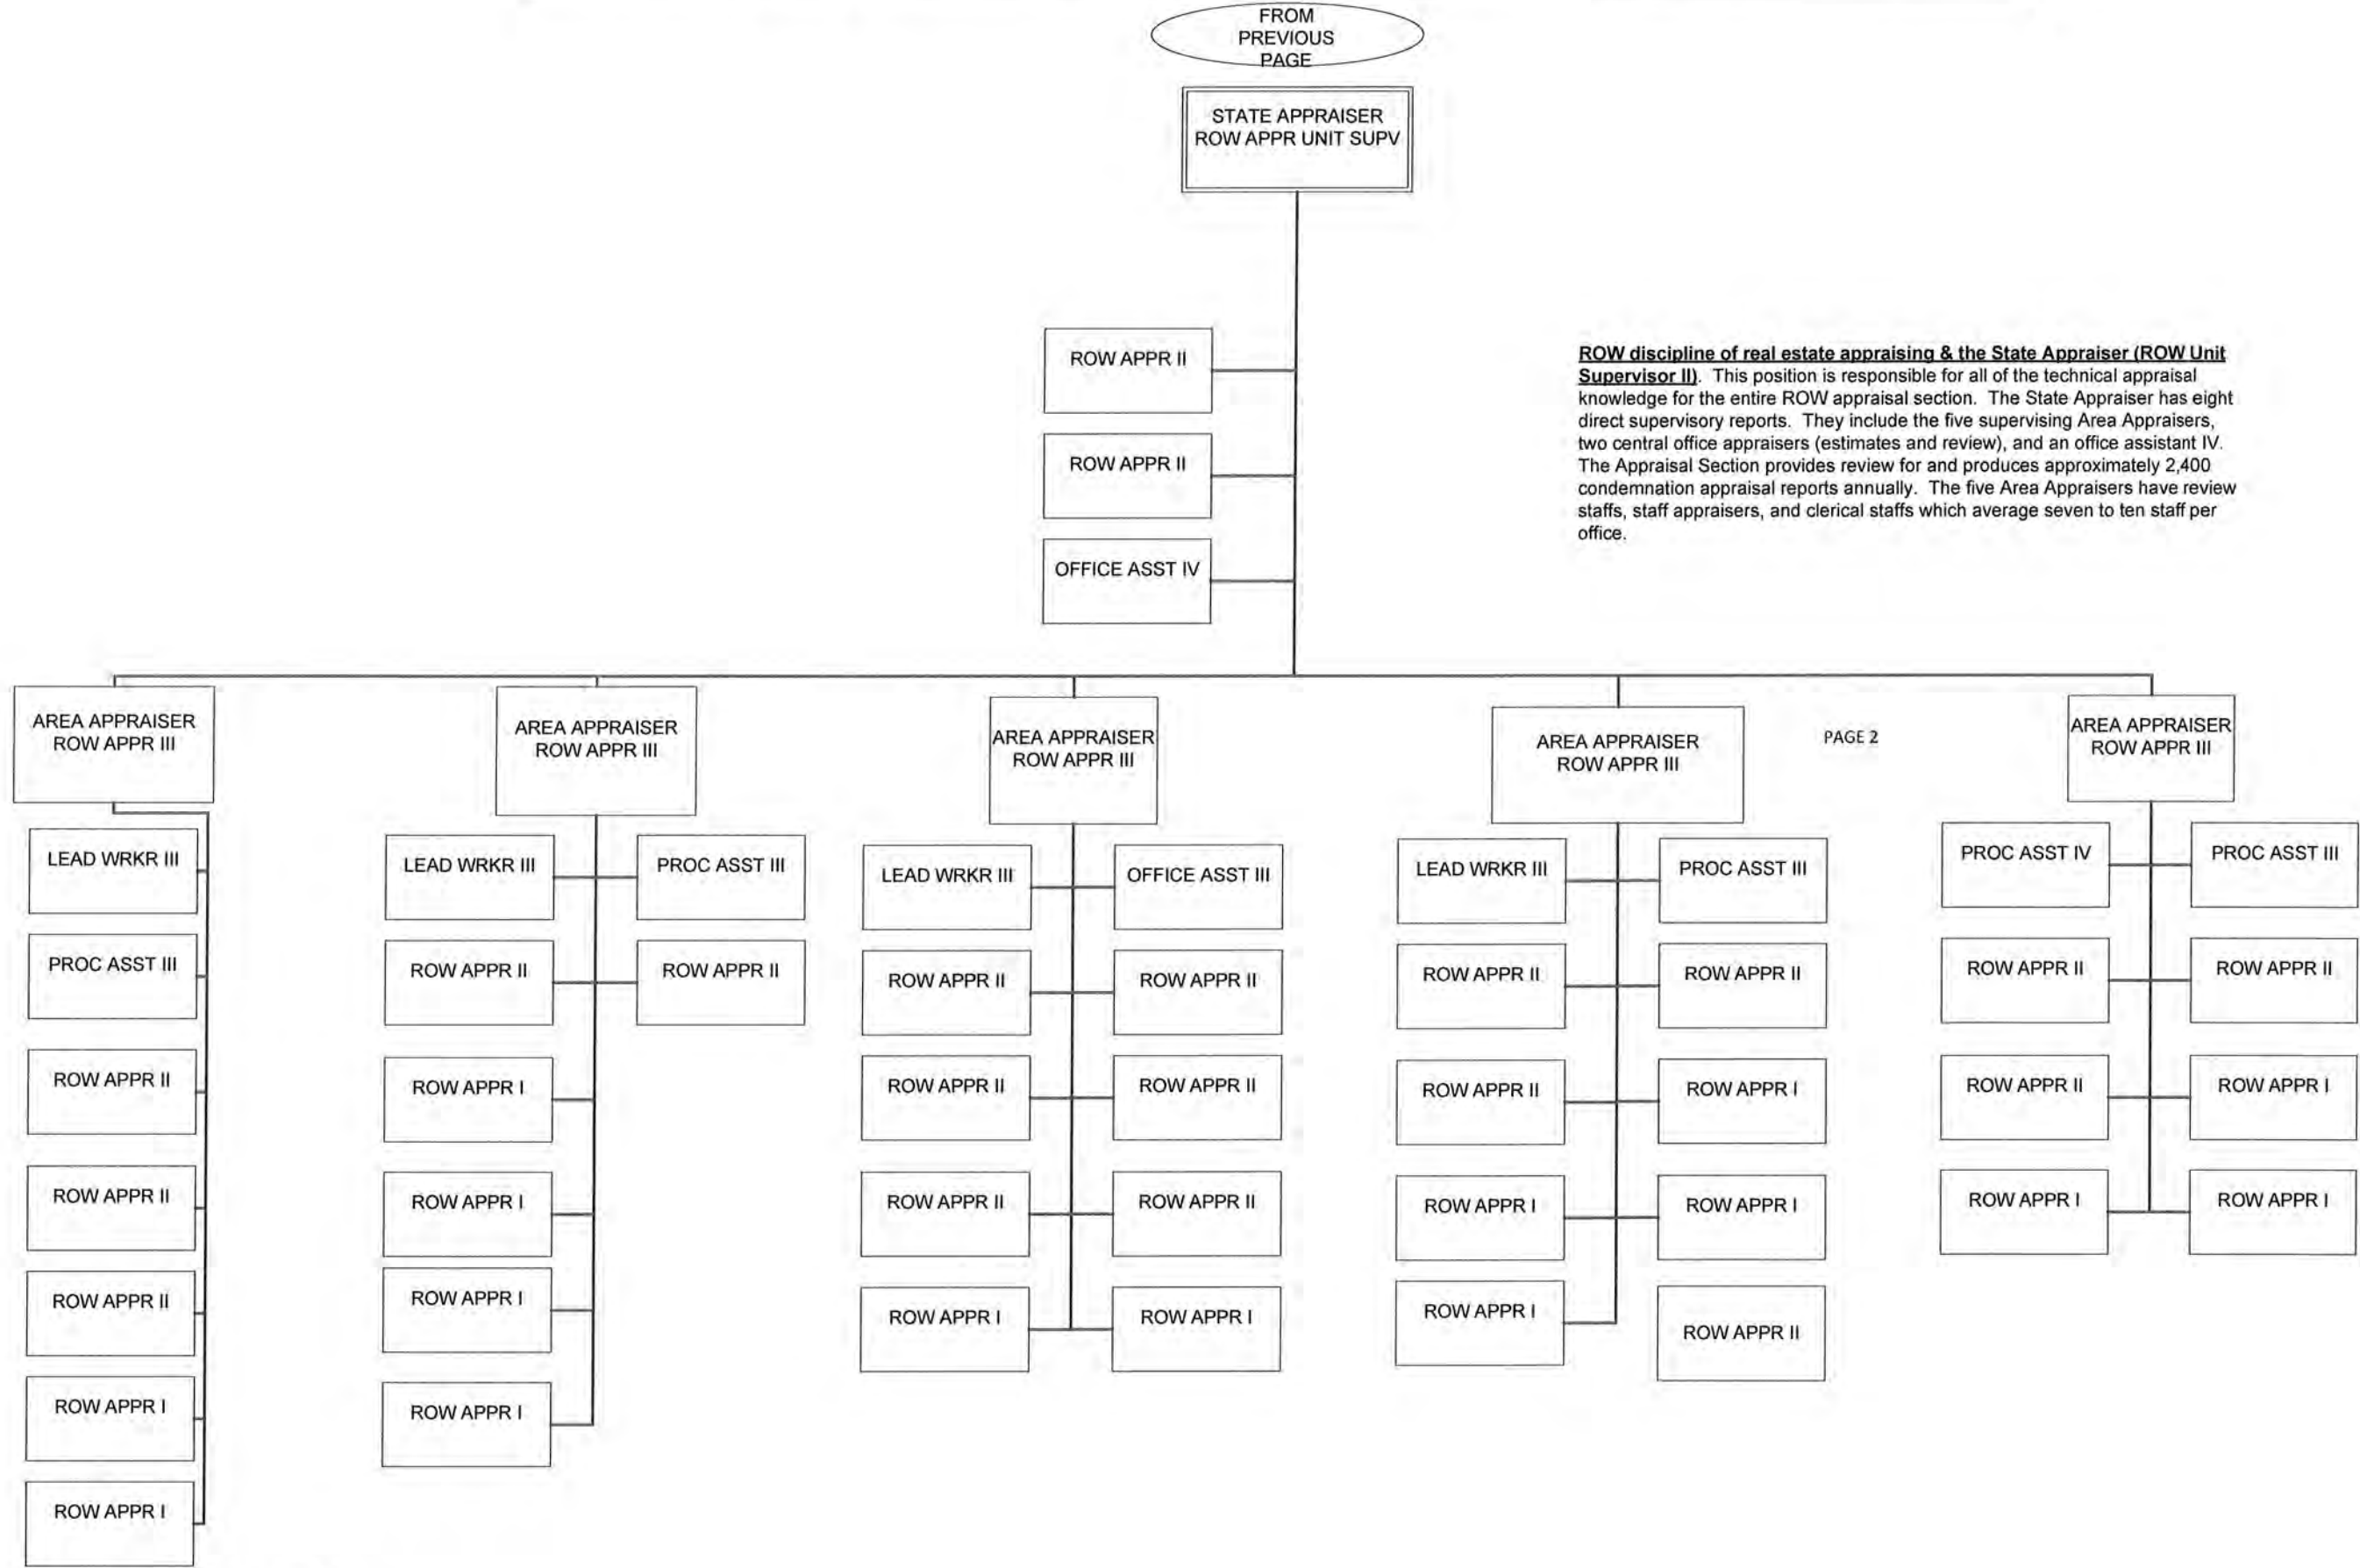 FROM
PREVIOUS
PAGE
STATE APPRAISER
ROW APPR UNIT SUPV
ROW APPR II
ROW APPR II
OFFICE ASST IV
ROW discipline of real estate appraising & the State Appraiser (ROW Unit
Supervisor II).  This position is responsible for all of the technical appraisal
knowledge for the entire ROW appraisal section.  The State Appraiser has eight
direct supervisory reports.  They include the five supervising Area Appraisers,
two central office appraisers (estimates and review), and an office assistant IV.
The Appraisal Section provides review for and produces approximately 2,400
condemnation appraisal reports annually.  The five Area Appraisers have review
staffs, staff appraisers, and clerical staffs which average seven to ten staff per
office.
AREA APPRAISER
ROW APPR III
LEAD WRKR III
PROC ASST III
ROW APPR II
ROW APPR II
ROW APPR II
ROW APPR I
ROW APPR I
AREA APPRAISER
ROW APPR III
LEAD WRKR III
PROC ASST III
ROW APPR II
ROW APPR II
ROW APPR I
ROW APPR I
ROW APPR I
ROW APPR I
AREA APPRAISER
ROW APPR III
LEAD WRKR III
OFFICE ASST III
ROW APPR II
ROW APPR II
ROW APPR II
ROW APPR II
ROW APPR II
ROW APPR II
ROW APPR I
ROW APPR I
AREA APPRAISER
ROW APPR III
LEAD WRKR III
PROC ASST III
ROW APPR II
ROW APPR II
ROW APPR II
ROW APPR I
ROW APPR I
ROW APPR I
ROW APPR I
ROW APPR II
PAGE 2
AREA APPRAISER
ROW APPR III
PROC ASST IV
PROC ASST III
ROW APPR II
ROW APPR II
ROW APPR II
ROW APPR I
ROW APPR I
ROW APPR I